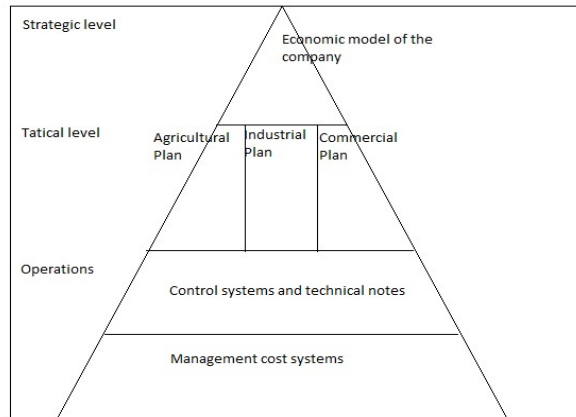 Strategic level
Economic model of the
company
Tatical level
Agricultural
Plan
Industrial
Plan
Commercial
Plan
Operations
Control systems and technical notes
Management cost systems